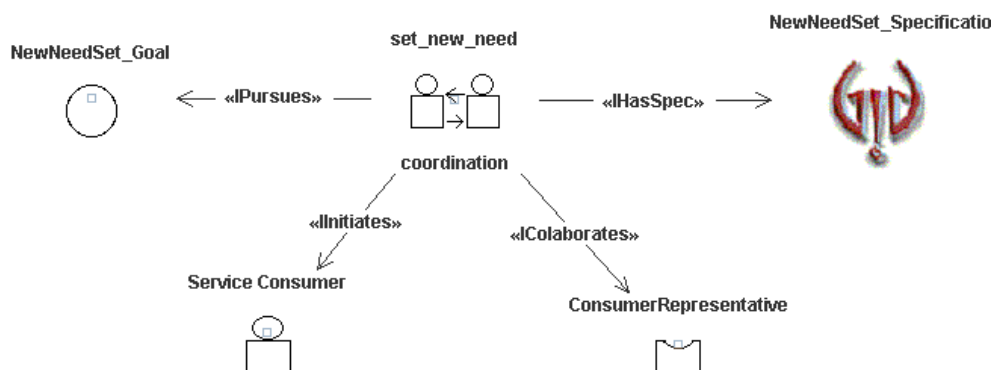 set_new_need
NewNeedSet_Specificatio
NewNeedSet_Goal
«IPursues»
«IHasSpec»
coordination
«IInitiates»
«IColaborates»
Service Consumer
ConsumerRepresentative